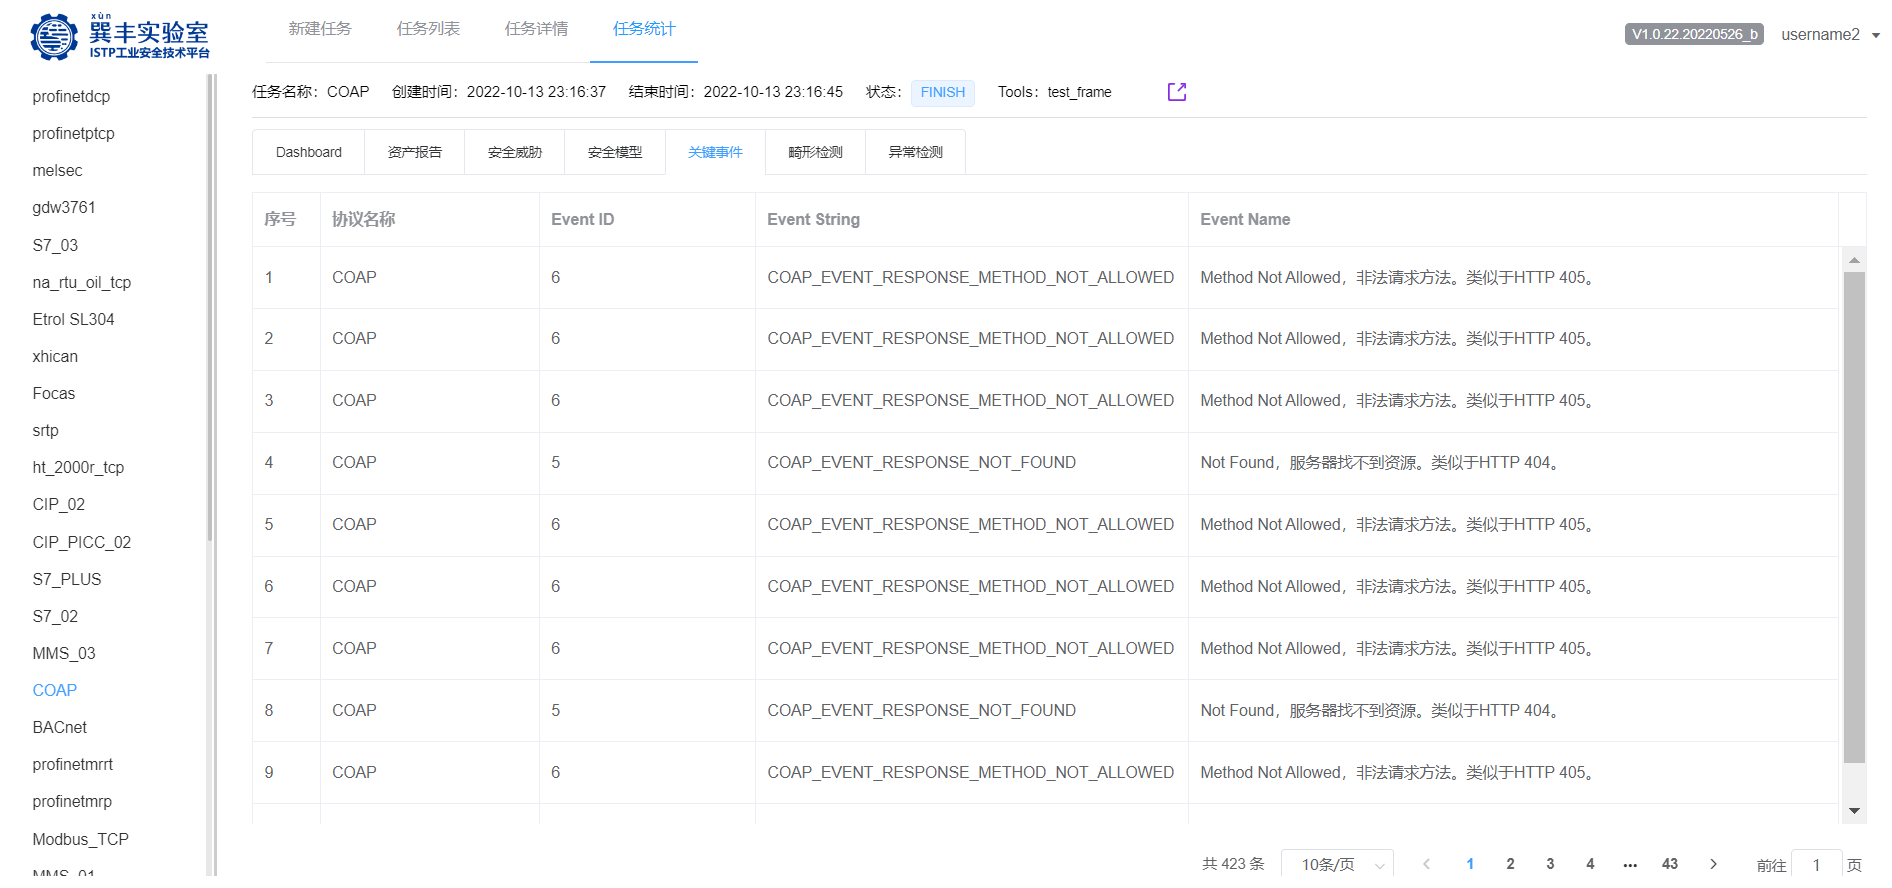 xùn
巽丰实验室
ISTP工业安全技术平台
新建任务 任务列表 任务详情 任务统计
V1.0.22.20220526_b username2
profinetdcp
profinetptcp
melsec
gdw3761
S7_03
na_rtu_oil_tcp
Etrol SL304
xhican
Focas
srtp
ht_2000r_tcp
CIP_02
CIP_PICC_02
S7_PLUS
S7_02
MMS_03
COAP
BACnet
profinetmrrt
profinetmrp
Modbus_TCP
MMS_01
任务名称：COAP 创建时间：2022-10-13 23:16:37 结束时间：2022-10-13 23:16:45 状态：FINISH Tools：test_frame
Dashboard 资产报告 安全威胁 安全模型 关键事件 畸形检测 异常检测
序号 协议名称 Event ID Event String Event Name
1 COAP 6 COAP_EVENT_RESPONSE_METHOD_NOT_ALLOWED Method Not Allowed，非法请求方法。类似于HTTP 405。
2 COAP 6 COAP_EVENT_RESPONSE_METHOD_NOT_ALLOWED Method Not Allowed，非法请求方法。类似于HTTP 405。
3 COAP 6 COAP_EVENT_RESPONSE_METHOD_NOT_ALLOWED Method Not Allowed，非法请求方法。类似于HTTP 405。
4 COAP 5 COAP_EVENT_RESPONSE_NOT_FOUND Not Found，服务器找不到资源。类似于HTTP 404。
5 COAP 6 COAP_EVENT_RESPONSE_METHOD_NOT_ALLOWED Method Not Allowed，非法请求方法。类似于HTTP 405。
6 COAP 6 COAP_EVENT_RESPONSE_METHOD_NOT_ALLOWED Method Not Allowed，非法请求方法。类似于HTTP 405。
7 COAP 6 COAP_EVENT_RESPONSE_METHOD_NOT_ALLOWED Method Not Allowed，非法请求方法。类似于HTTP 405。
8 COAP 5 COAP_EVENT_RESPONSE_NOT_FOUND Not Found，服务器找不到资源。类似于HTTP 404。
9 COAP 6 COAP_EVENT_RESPONSE_METHOD_NOT_ALLOWED Method Not Allowed，非法请求方法。类似于HTTP 405。
共 423 条 10条/页 1 2 3 4 ••• 43 前往 1 页